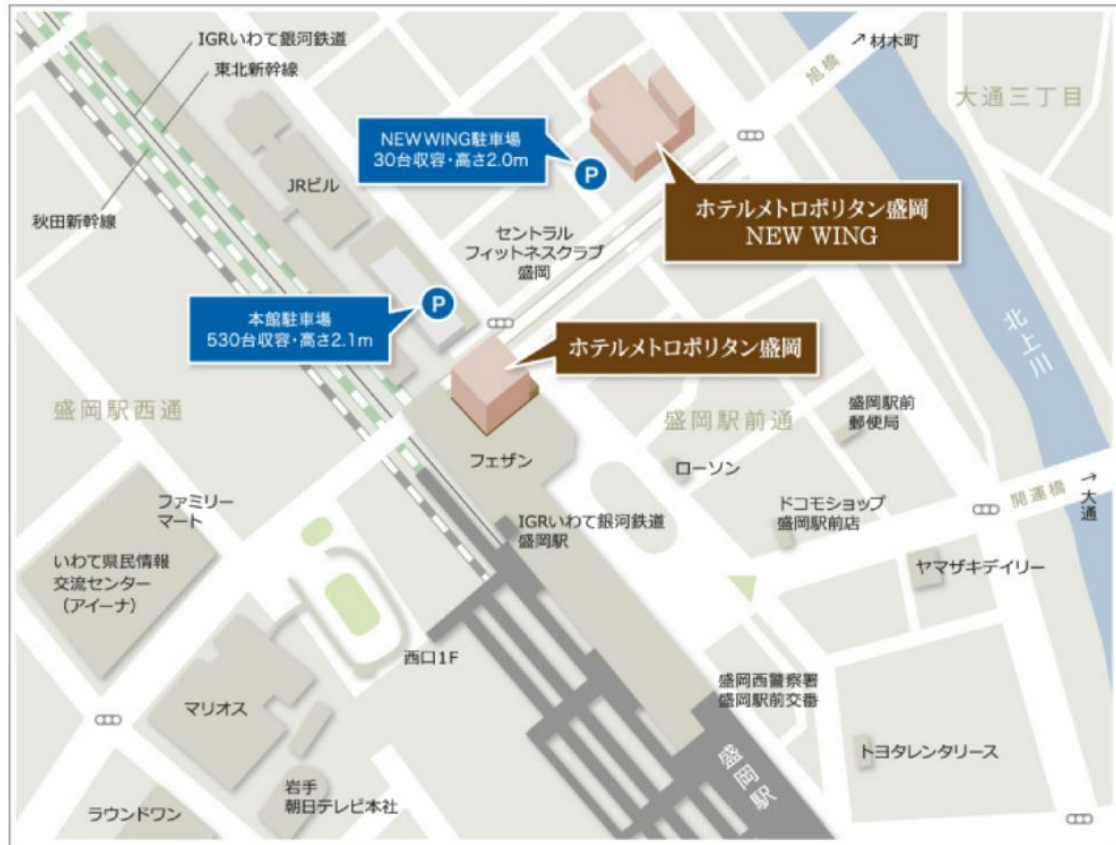 IGRいわて銀河鉄道
東北新幹線
↗ 材木町
旭橋
大通三丁目
NEW WING駐車場
30台収容・高さ2.0m
P
JRビル
秋田新幹線
ホテルメトロポリタン盛岡
NEW WING
セントラル
フィットネスクラブ
盛岡
P
本館駐車場
530台収容・高さ2.1m
ホテルメトロポリタン盛岡
北上川
盛岡駅西通
盛岡駅前通
盛岡駅前
郵便局
フェザン
ローソン
ファミリー
マート
IGRいわて銀河鉄道
盛岡駅
ドコモショップ
盛岡駅前店
開運橋
→
大通
いわて県民情報
交流センター
（アイーナ）
ヤマザキデイリー
西口1F
マリオス
盛岡西警察署
盛岡駅前交番
盛岡駅
トヨタレンタリース
岩手
朝日テレビ本社
ラウンドワン